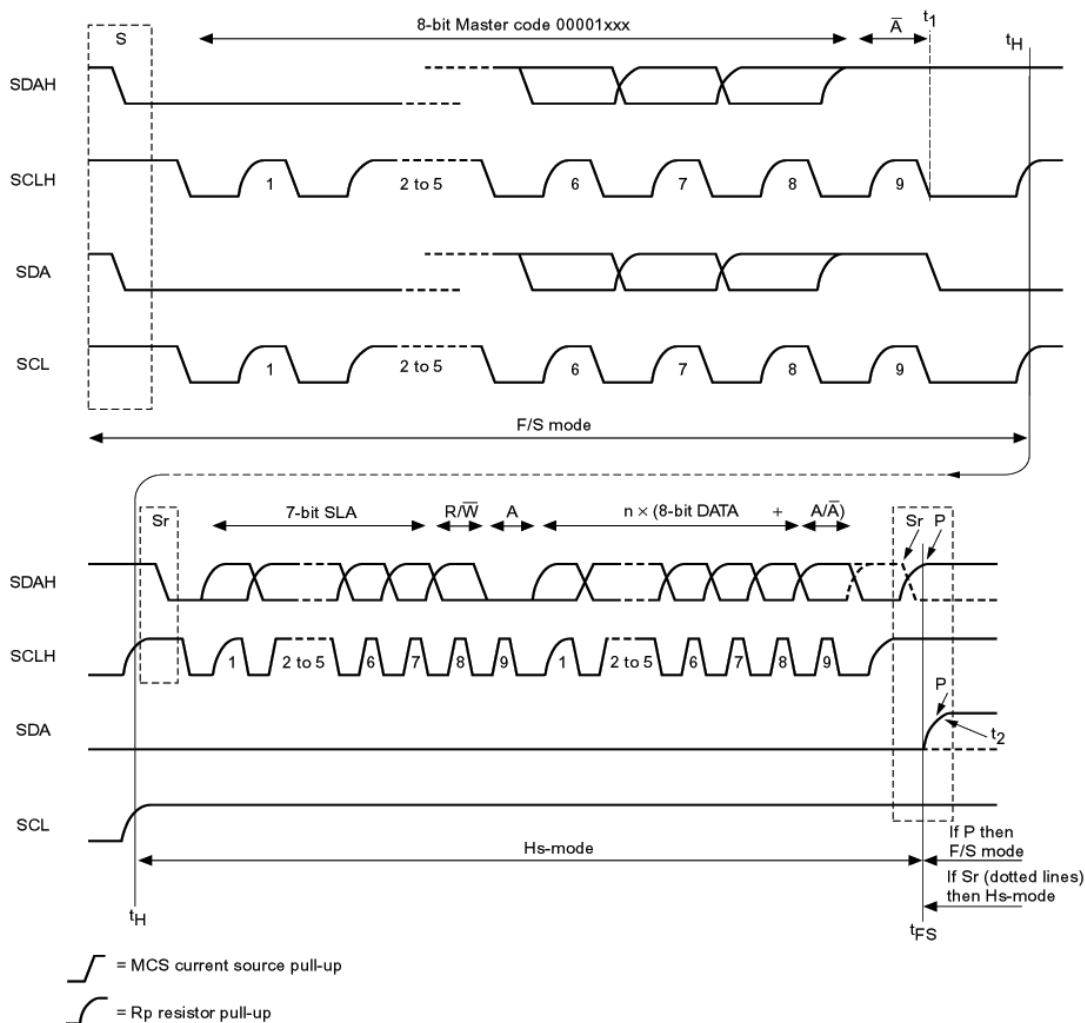 S
8-bit Master code 00001xxx
A̅
t1
tH
SDAH
SCLH
1
2 to 5
6
7
8
9
SDA
SCL
1
2 to 5
6
7
8
9
F/S mode
Sr
7-bit SLA
R/W̅
A
n × (8-bit DATA
+
A/A̅)
Sr
P
SDAH
SCLH
1
2 to 5
6
7
8
9
1
2 to 5
6
7
8
9
SDA
P
t2
SCL
Hs-mode
If P then
F/S mode
If Sr (dotted lines)
then Hs-mode
tH
tFS
= MCS current source pull-up
= Rp resistor pull-up